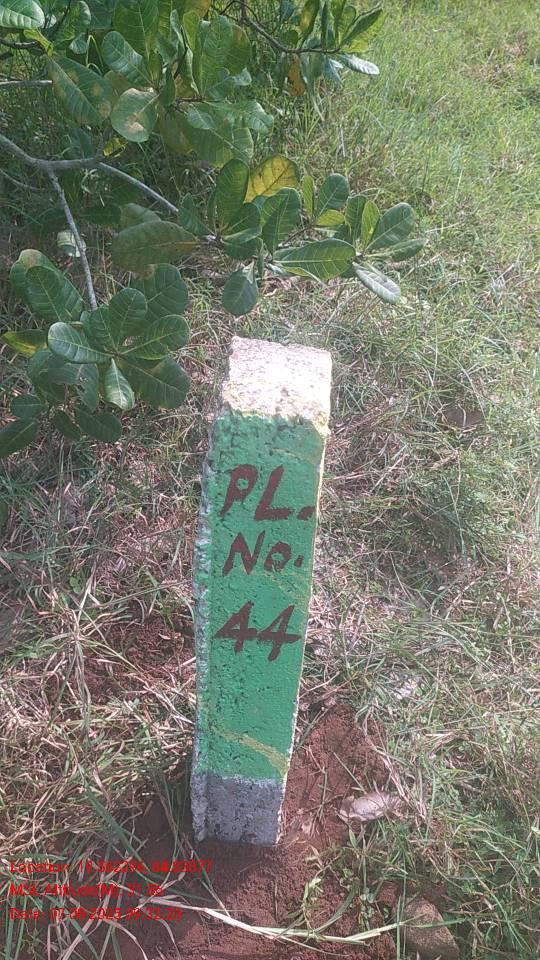 PL.
No.
44
Location:
MSL Altitude(M):
Date: